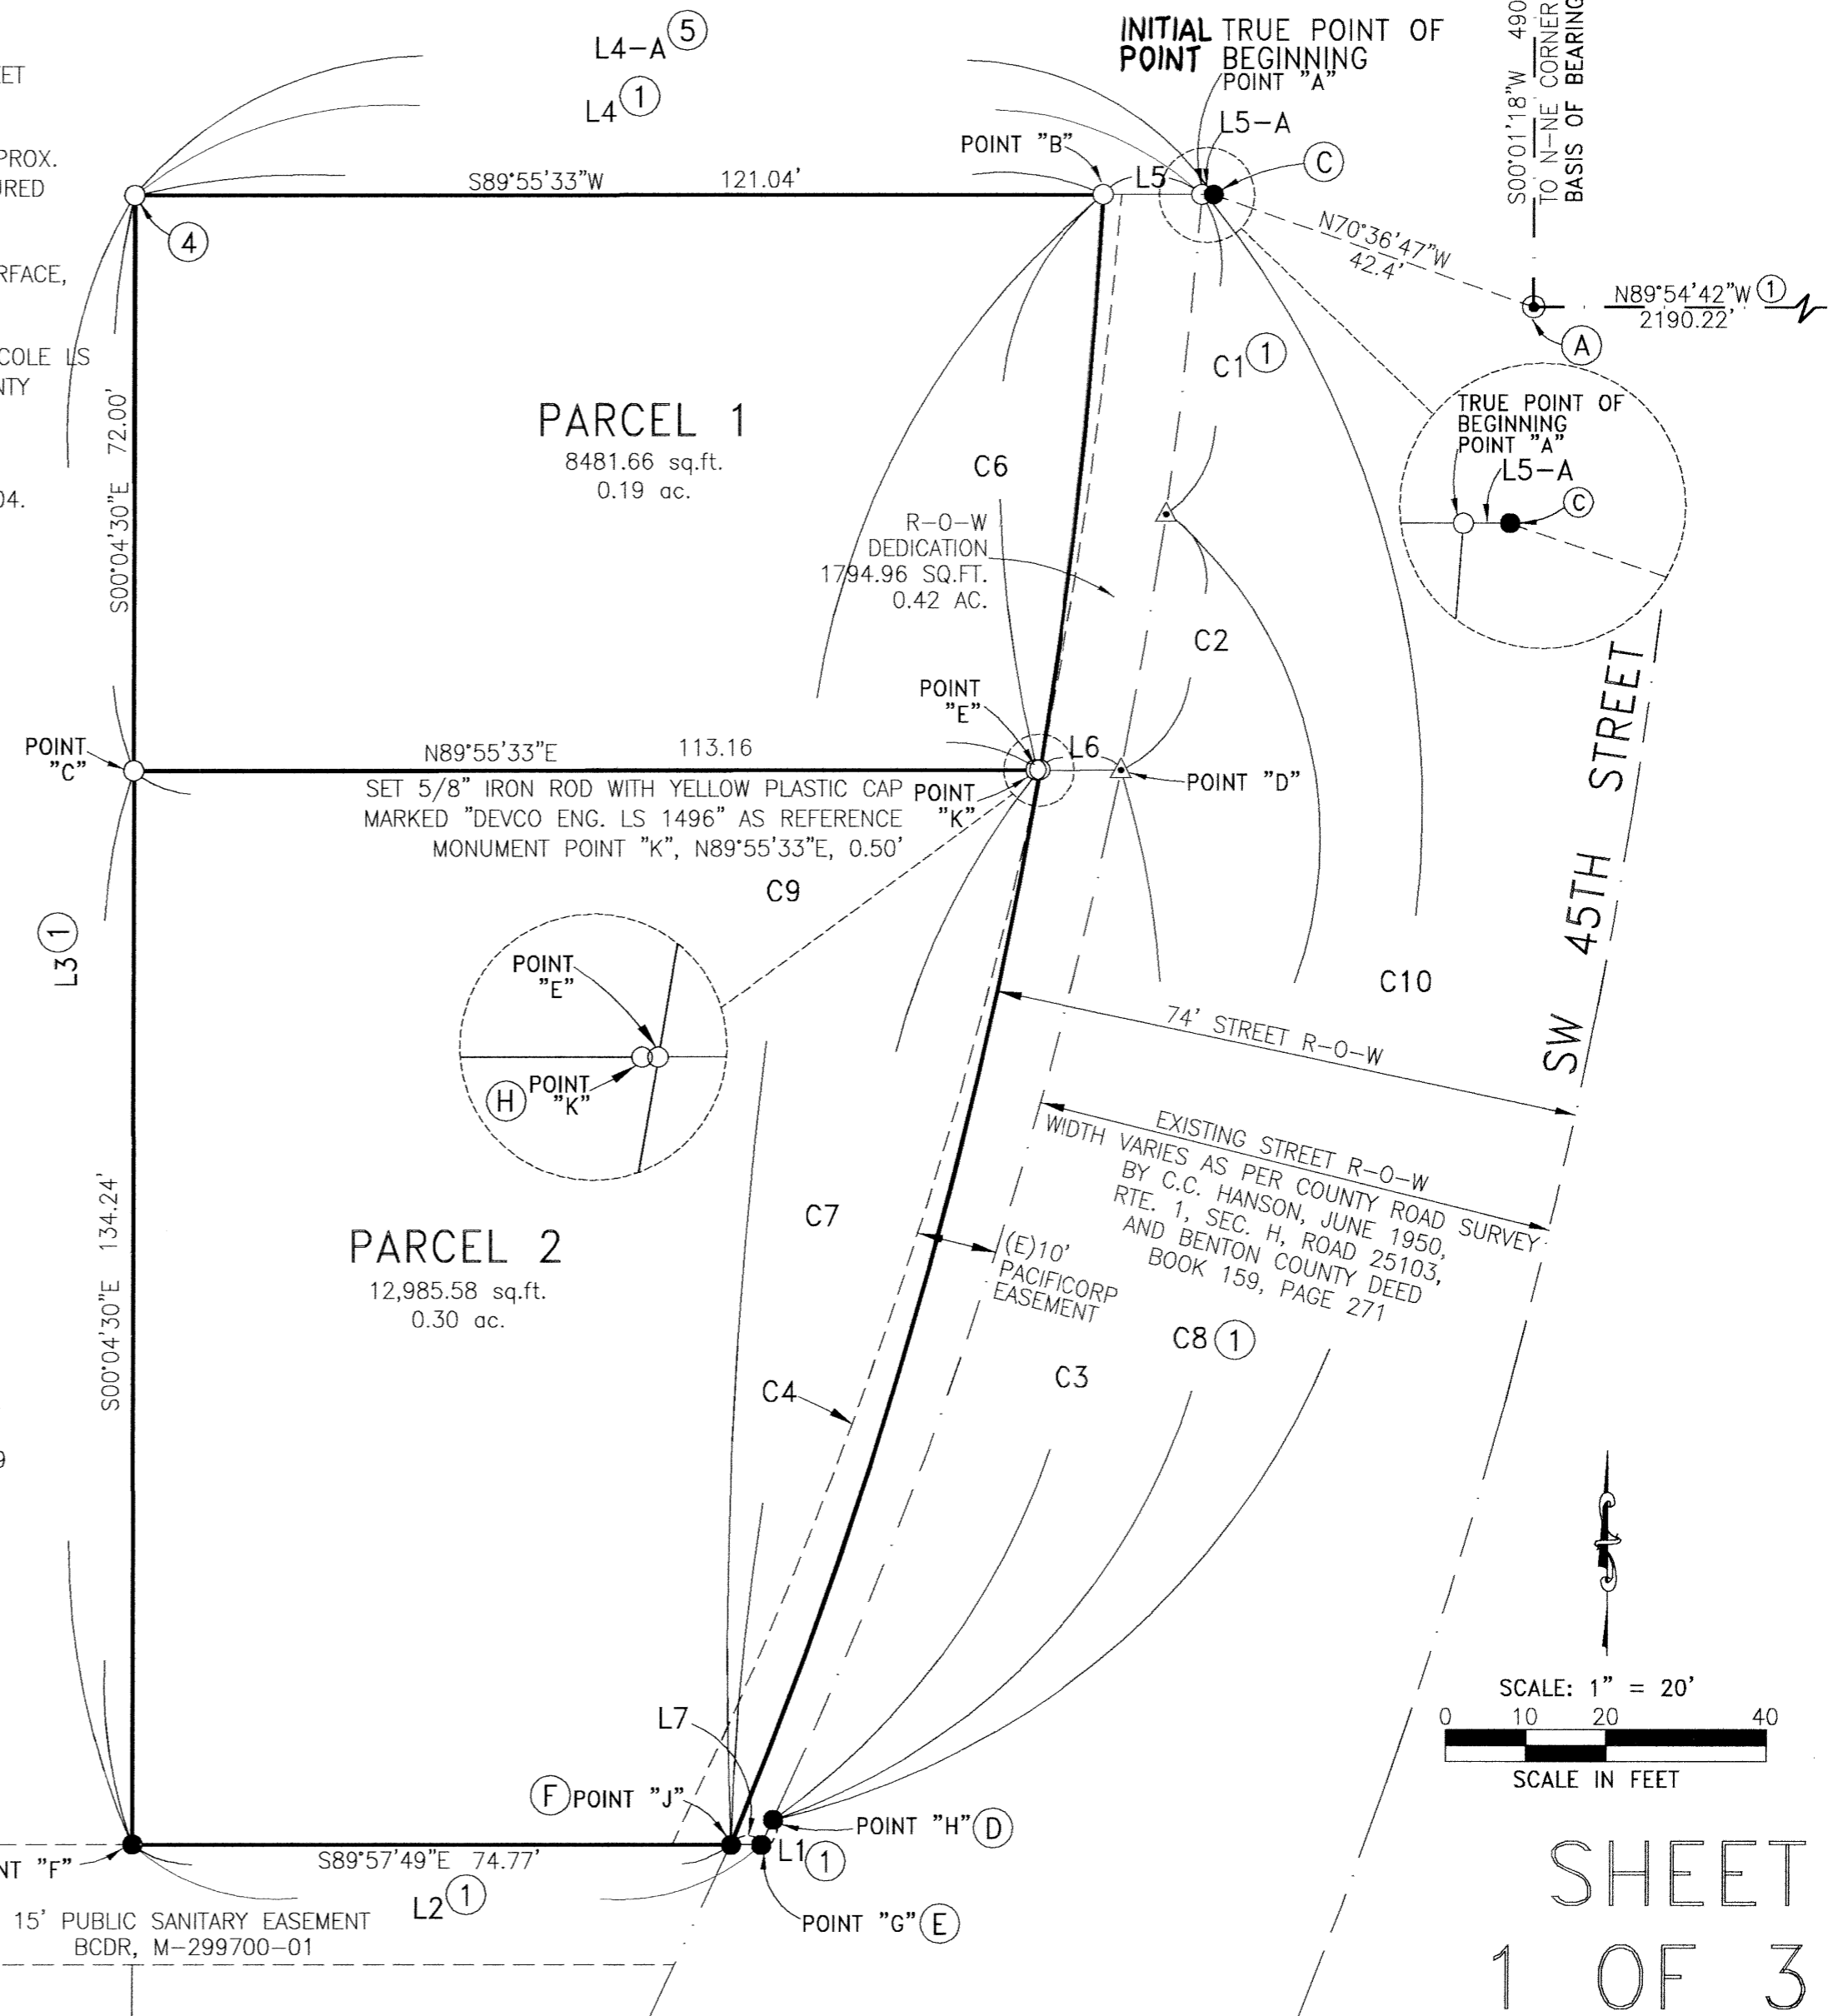 L4-A 5
L4 1
INITIAL POINT
TRUE POINT OF
BEGINNING
POINT "A"
L5-A
C
POINT "B"
L5
S89°55'33"W 121.04'
4
S00°01'18"W 490
TO N-NE CORNER
BASIS OF BEARING
N70°36'47"W
42.4'
N89°54'42"W 1
2190.22'
A
EET
PROX.
URED
RFACE,
COLE LS
NTY
04.
S00°04'30"E 72.00'
PARCEL 1
8481.66 sq.ft.
0.19 ac.
C6
C1 1
R-O-W
DEDICATION
1794.96 SQ.FT.
0.42 AC.
C2
TRUE POINT OF
BEGINNING
POINT "A"
L5-A
C
POINT
"E"
POINT
"C"
N89°55'33"E 113.16
L6
POINT "D"
SET 5/8" IRON ROD WITH YELLOW PLASTIC CAP
MARKED "DEVCO ENG. LS 1496" AS REFERENCE
MONUMENT POINT "K", N89°55'33"E, 0.50'
POINT
"K"
C9
L3 1
POINT
"E"
H
POINT
"K"
C10
SW 45TH STREET
74' STREET R-O-W
EXISTING STREET R-O-W
WIDTH VARIES AS PER COUNTY ROAD SURVEY
BY C.C. HANSON, JUNE 1950,
RTE. 1, SEC. H, ROAD 25103,
AND BENTON COUNTY DEED
BOOK 159, PAGE 271
S00°04'30"E 134.24'
PARCEL 2
12,985.58 sq.ft.
0.30 ac.
C7
(E)10'
PACIFICORP
EASEMENT
C8 1
C3
C4
9
L7
F POINT "J"
POINT "H" D
L1 1
NT "F"
S89°57'49"E 74.77'
L2 1
POINT "G" E
15' PUBLIC SANITARY EASEMENT
BCDR, M-299700-01
SCALE: 1" = 20'
0 10 20 40
SCALE IN FEET
SHEET
1 OF 3